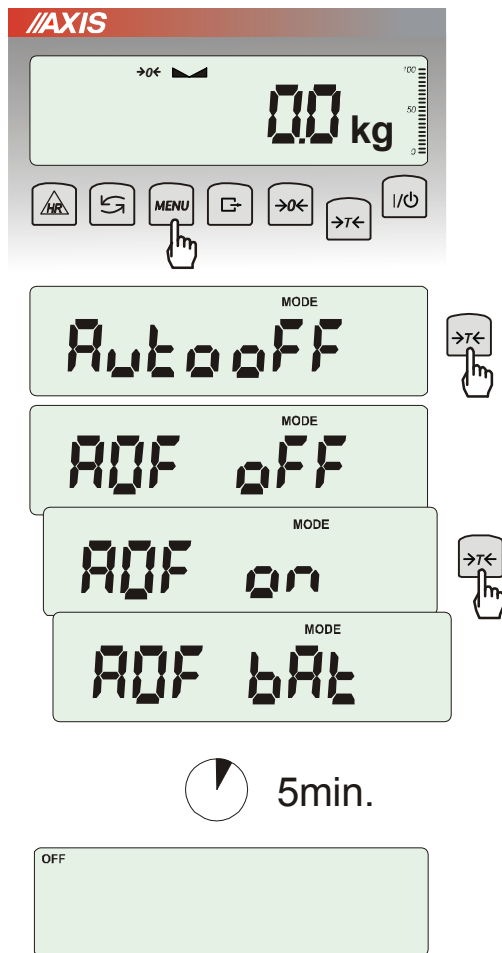 //AXIS
→0←
100
0.0 kg
50
0
HR MENU →0← →T← I/⏻
MODE
Autooff
→T←
MODE
AOF oFF
MODE
AOF on
→T←
MODE
AOF bAt
5min.
OFF